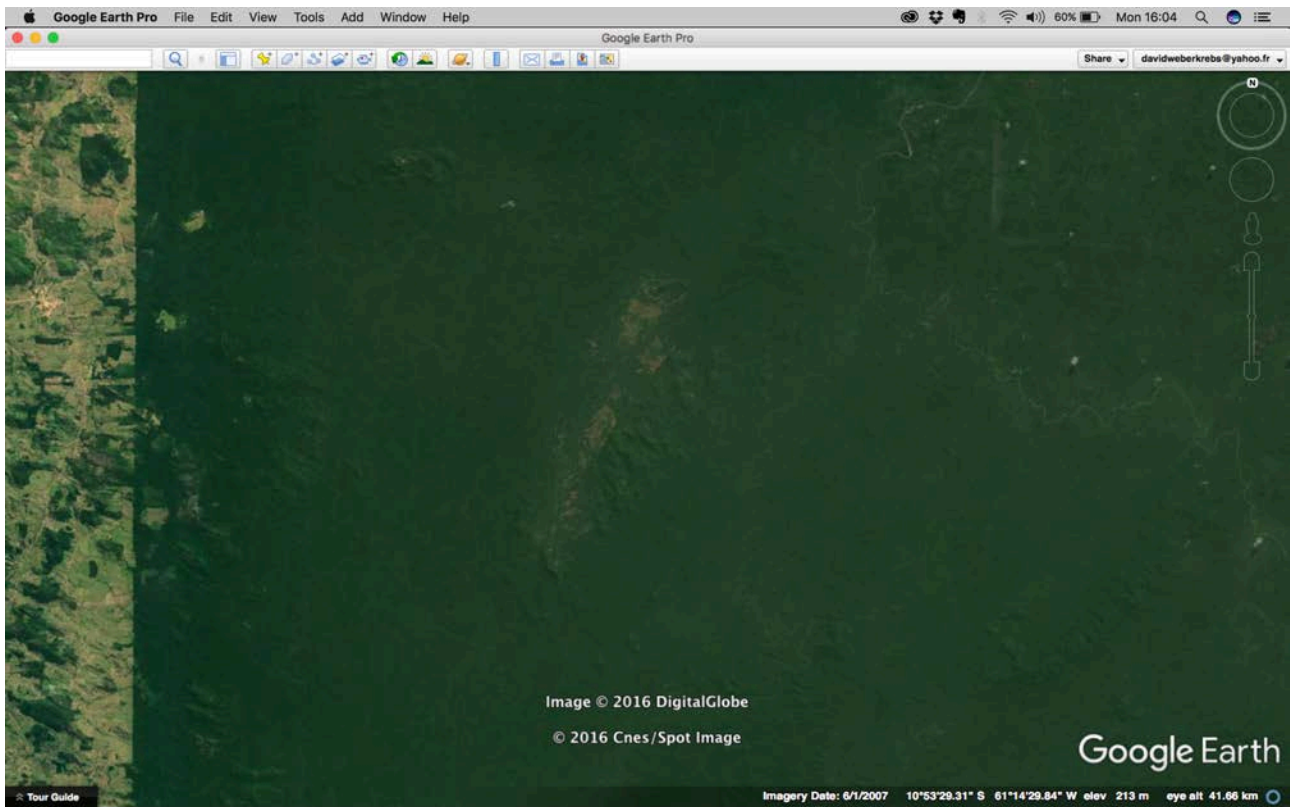 Google Earth Pro File Edit View Tools Add Window Help 60% Mon 16:04
Google Earth Pro
Share davidweberkrebs@yahoo.fr
N
Image © 2016 DigitalGlobe
© 2016 Cnes/Spot Image
Google Earth
Tour Guide Imagery Date: 6/1/2007 10°53'29.31" S 61°14'29.84" W elev 213 m eye alt 41.66 km